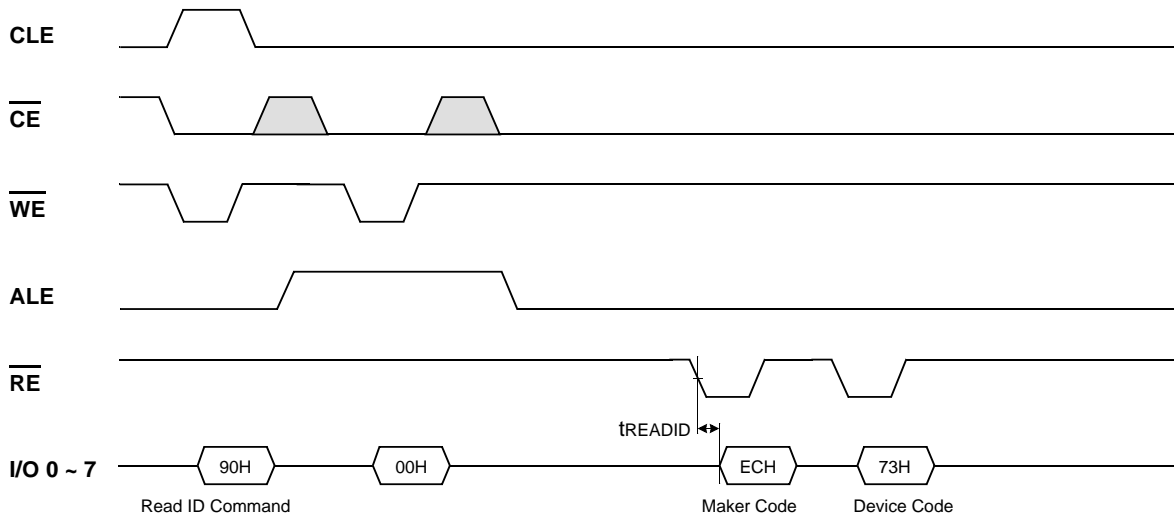 CLE
CE
WE
ALE
RE
tREADID
I/O 0 ~ 7
90H
00H
ECH
73H
Read ID Command
Maker Code
Device Code